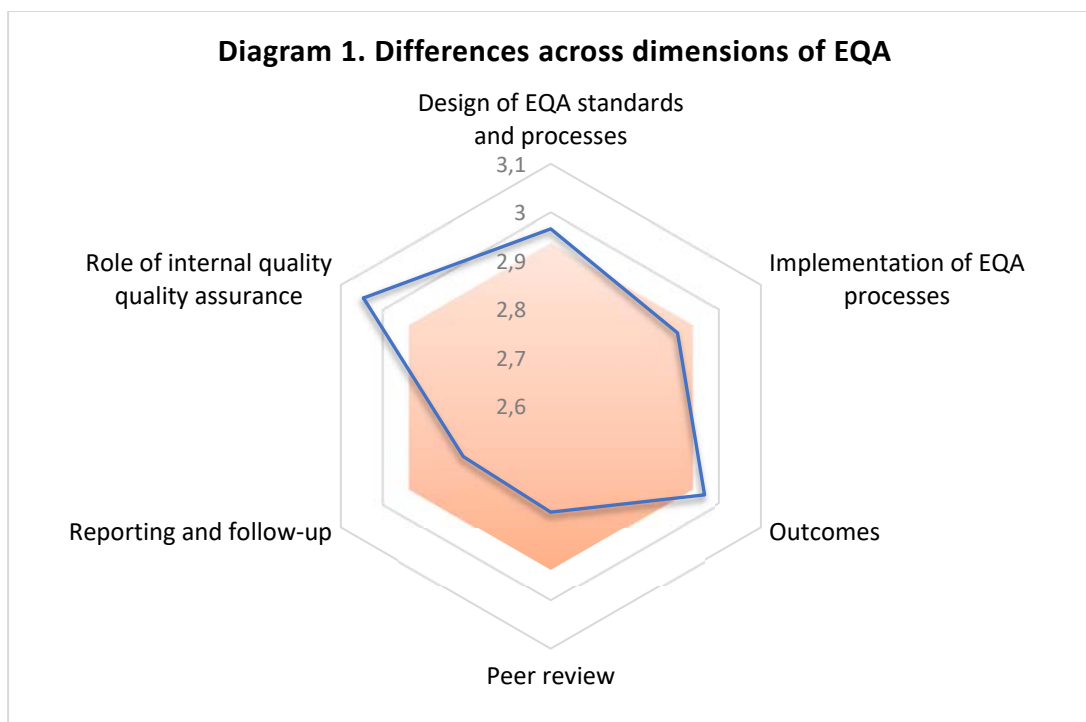 Diagram 1. Differences across dimensions of EQA
Design of EQA standards
and processes
3,1
3
2,9
2,8
2,7
2,6
Implementation of EQA
processes
Outcomes
Peer review
Reporting and follow-up
Role of internal quality
quality assurance